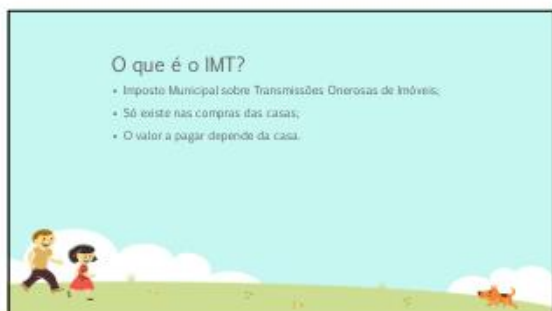 O que é o IMT?
• Imposto Municipal sobre Transmissões Onerosas de Imóveis;
• Só existe nas compras das casas;
• O valor a pagar depende da casa.